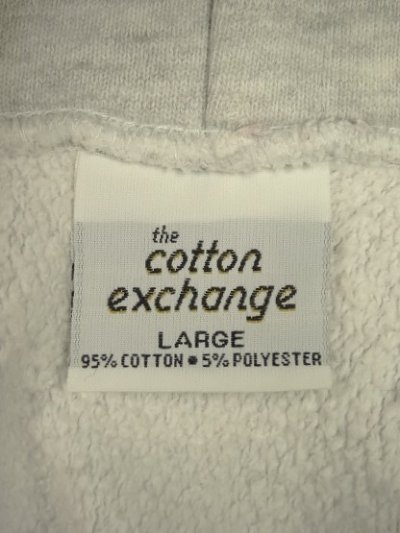 the
cotton
exchange
LARGE
95% COTTON • 5% POLYESTER